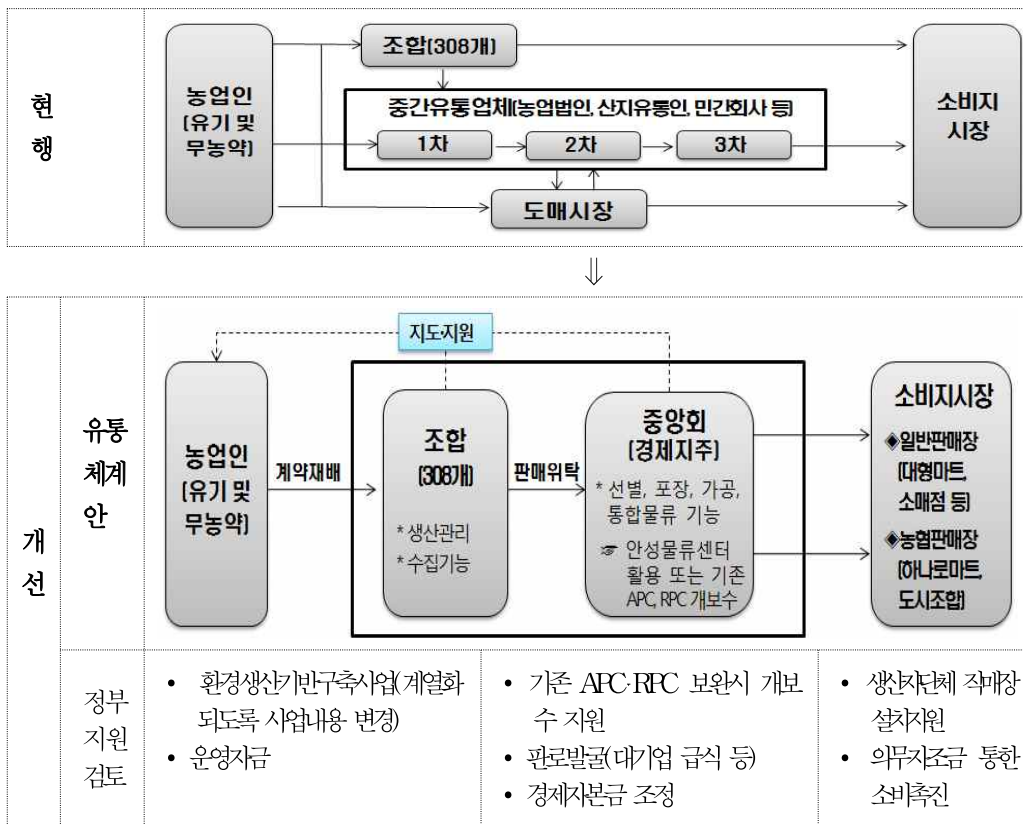 현
행
농업인
(유기 및
무농약)
조합(308개)
중간유통업체(농업법인, 산지유통인, 민간회사 등)
1차
2차
3차
도매시장
소비지
시장
⇓
개
선
유통
체계
안
지도지원
농업인
(유기 및
무농약)
계약재배
조합
(308개)
* 생산관리
* 수집기능
판매위탁
중앙회
(경제지주)
* 선별, 포장, 가공,
통합물류 기능
☞ 안성물류센터
활용 또는 기존
APC, RPC 개보수
소비지시장
◈일반판매장
(대형마트,
소매점 등)
◈농협판매장
(하나로마트,
도시조합)
정부
지원
검토
• 환경생산기반구축사업(계열화
되도록 사업내용 변경)
• 운영자금
• 기존 APC·RPC 보완시 개보
수 지원
• 판로발굴(대기업 급식 등)
• 경제자본금 조정
• 생산자단체 직매장
설치지원
• 의무자조금 통한
소비촉진